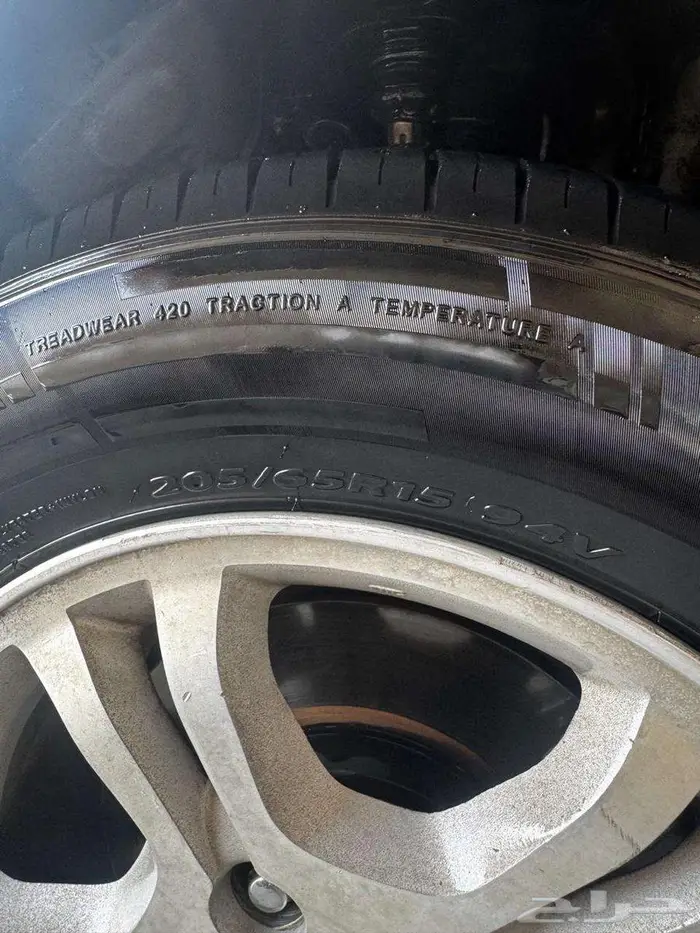 TREADWEAR 420 TRACTION A TEMPERATURE A
205/65R15 94V
حراج